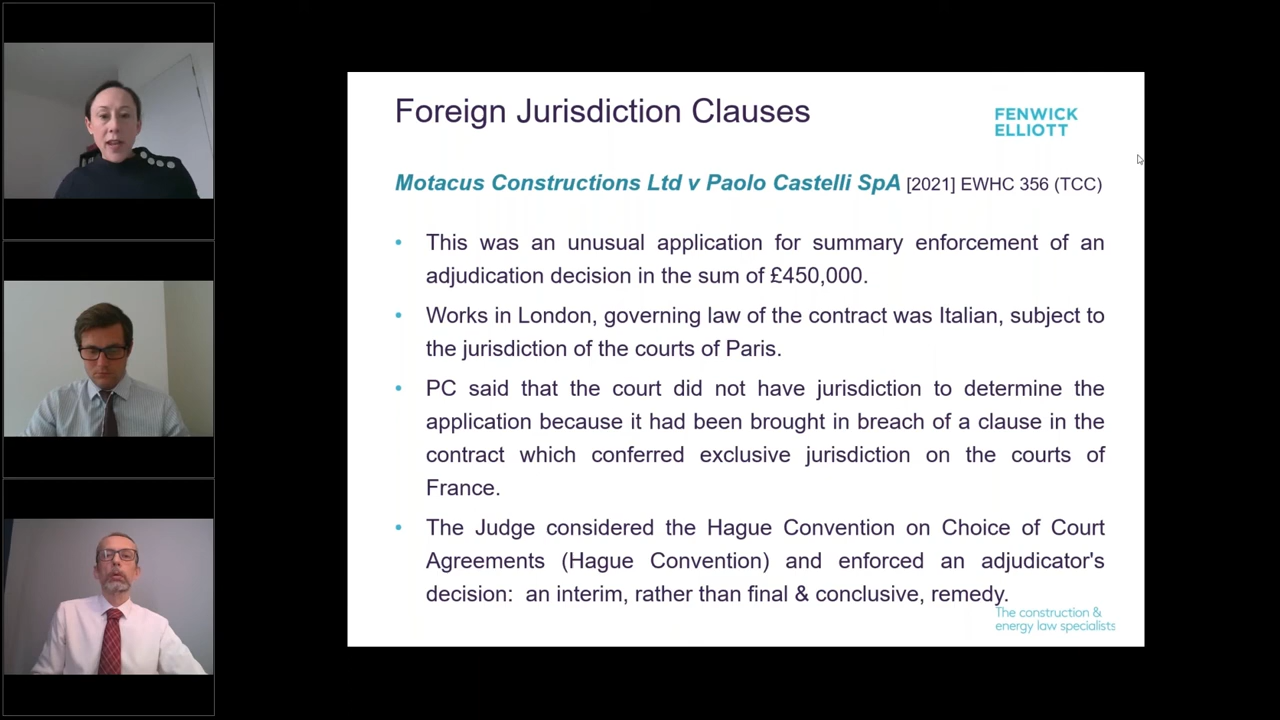 Foreign Jurisdiction Clauses
FENWICK
ELLIOTT
Motacus Constructions Ltd v Paolo Castelli SpA [2021] EWHC 356 (TCC)
• This was an unusual application for summary enforcement of an
adjudication decision in the sum of £450,000.
• Works in London, governing law of the contract was Italian, subject to
the jurisdiction of the courts of Paris.
• PC said that the court did not have jurisdiction to determine the
application because it had been brought in breach of a clause in the
contract which conferred exclusive jurisdiction on the courts of
France.
• The Judge considered the Hague Convention on Choice of Court
Agreements (Hague Convention) and enforced an adjudicator's
decision: an interim, rather than final & conclusive, remedy.
The construction &
energy law specialists